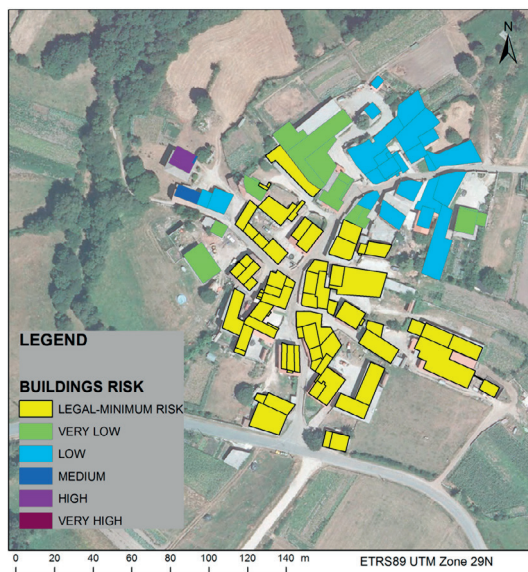 N
LEGEND
BUILDINGS RISK
LEGAL-MINIMUM RISK
VERY LOW
LOW
MEDIUM
HIGH
VERY HIGH
0 20 40 60 80 100 120 140 m
ETRS89 UTM Zone 29N